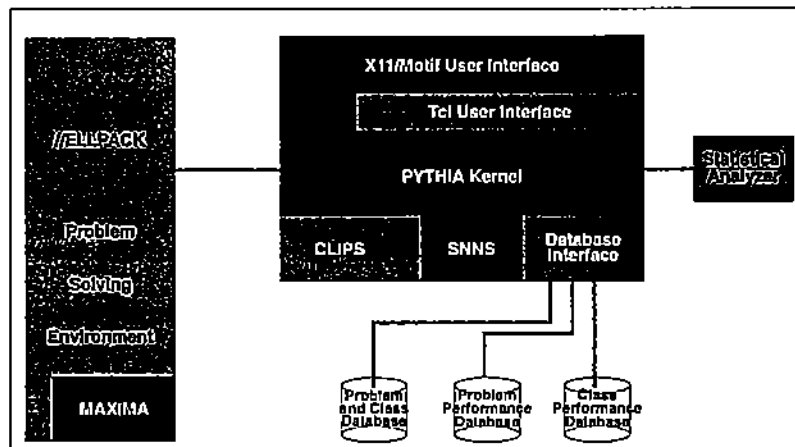 X11/Motif User Interface
Tcl User Interface
//ELLPACK
PYTHIA Kernel
Statistical
Analyzer
Problem
Solving
Environment
CLIPS
SNNS
Database
Interface
MAXIMA
Problem
and Class
Database
Problem
Performance
Database
Class
Performance
Database